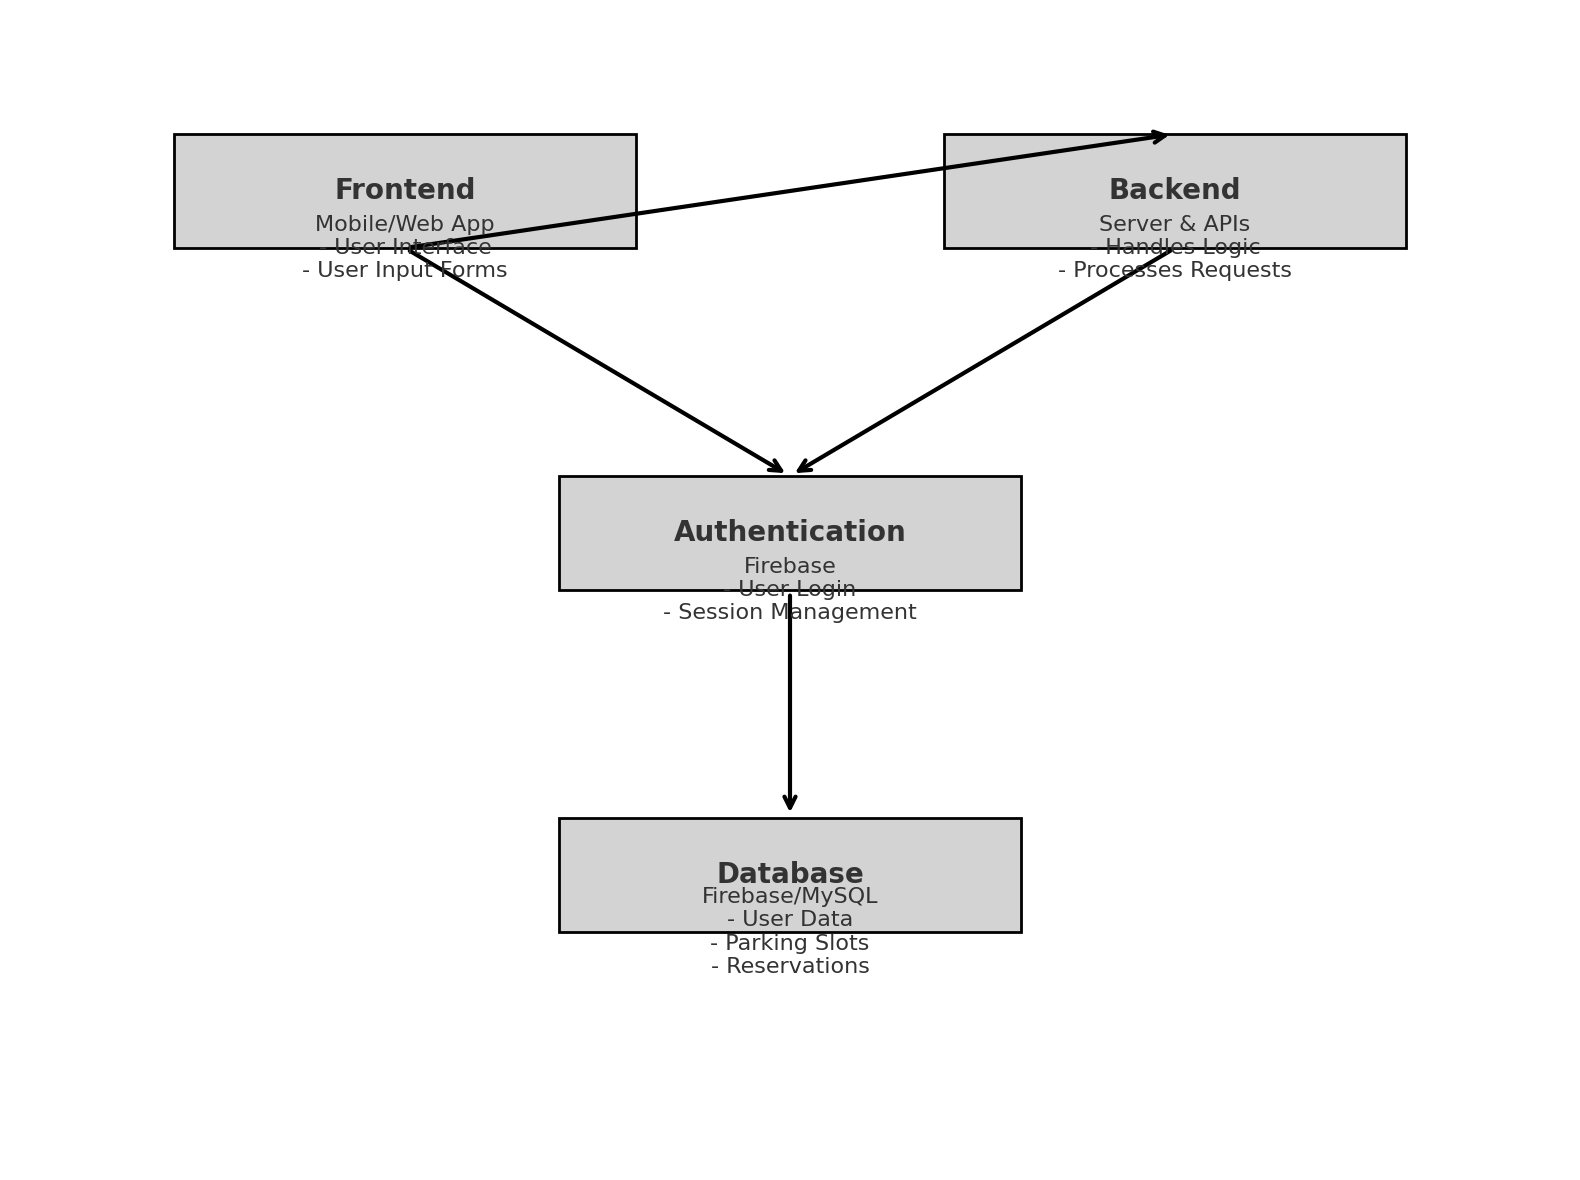 Frontend
Mobile/Web App
- User Interface
- User Input Forms
Backend
Server & APIs
- Handles Logic
- Processes Requests
Authentication
Firebase
- User Login
- Session Management
Database
Firebase/MySQL
- User Data
- Parking Slots
- Reservations